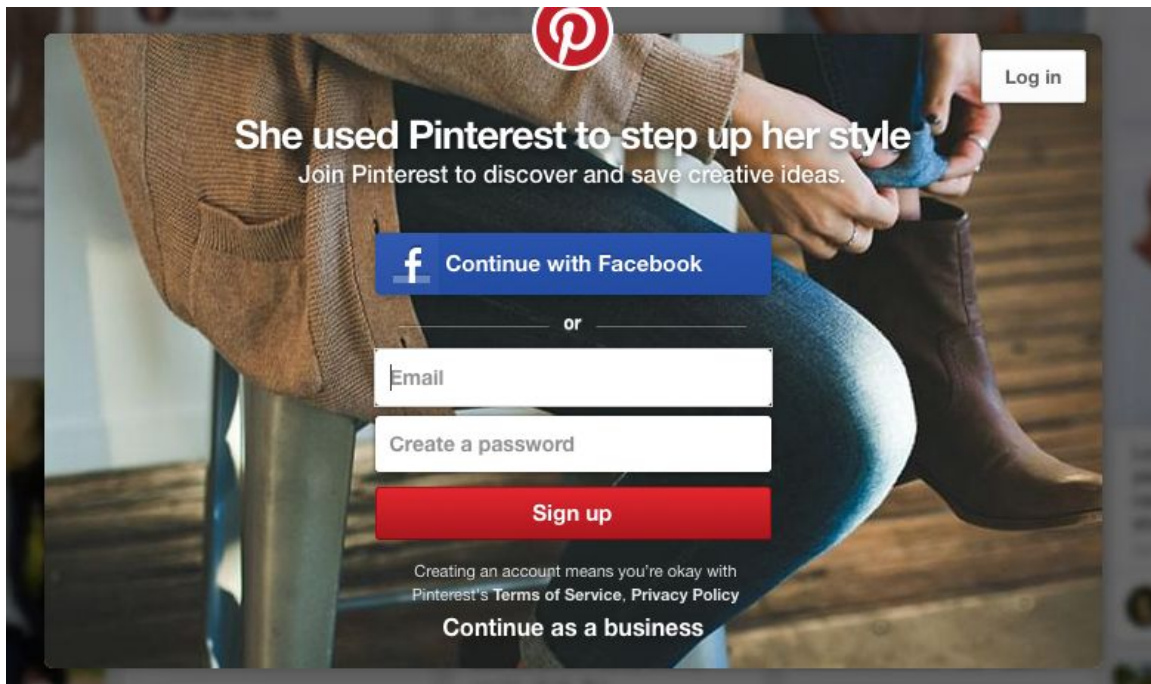 Log in
She used Pinterest to step up her style
Join Pinterest to discover and save creative ideas.
f Continue with Facebook
or
Email
Create a password
Sign up
Creating an account means you're okay with
Pinterest's Terms of Service, Privacy Policy
Continue as a business